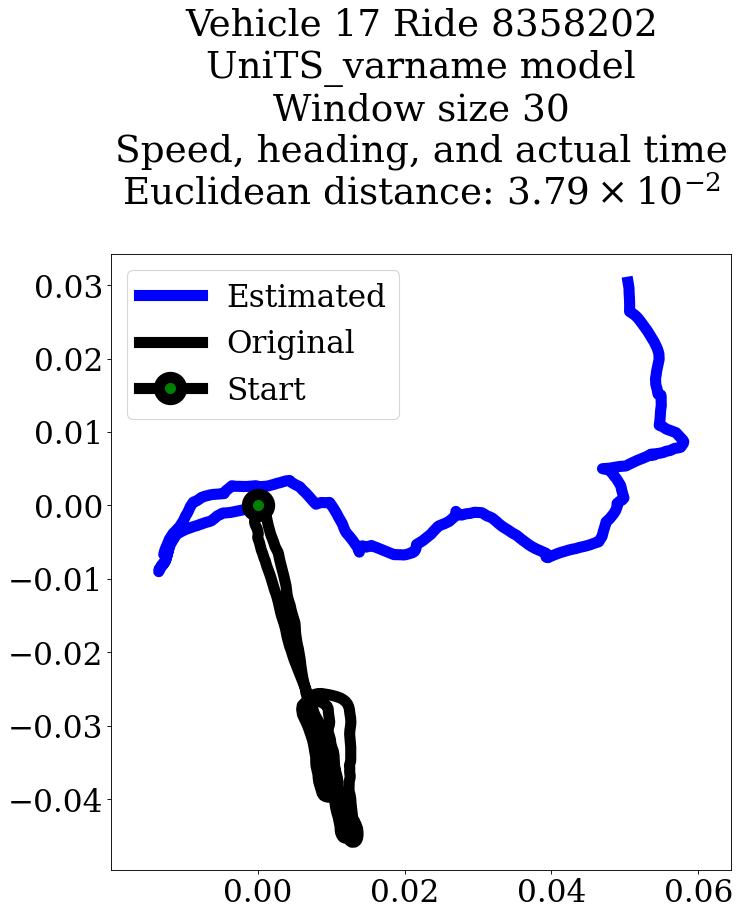 Vehicle 17 Ride 8358202
UniTS_varname model
Window size 30
Speed, heading, and actual time
Euclidean distance: 3.79 × 10⁻²
Estimated
Original
Start
0.03
0.02
0.01
0.00
−0.01
−0.02
−0.03
−0.04
0.00 0.02 0.04 0.06